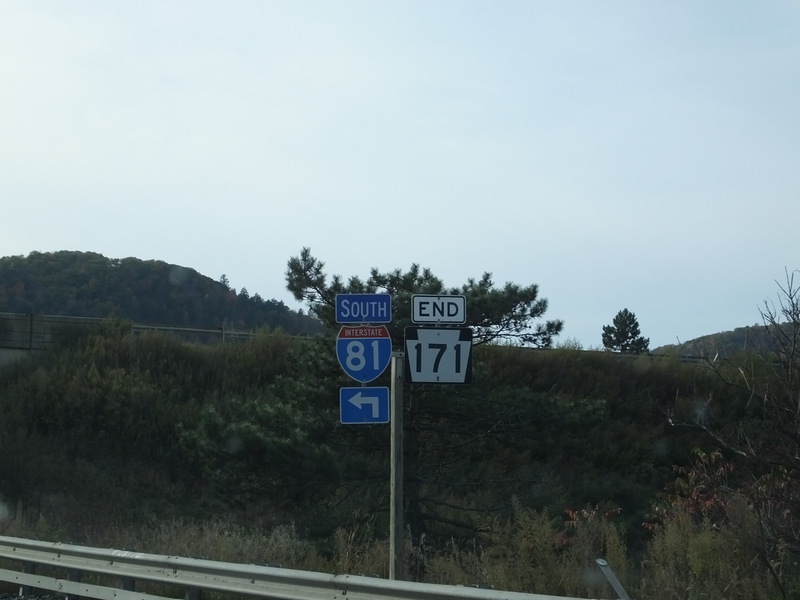 SOUTH
INTERSTATE
81
END
171